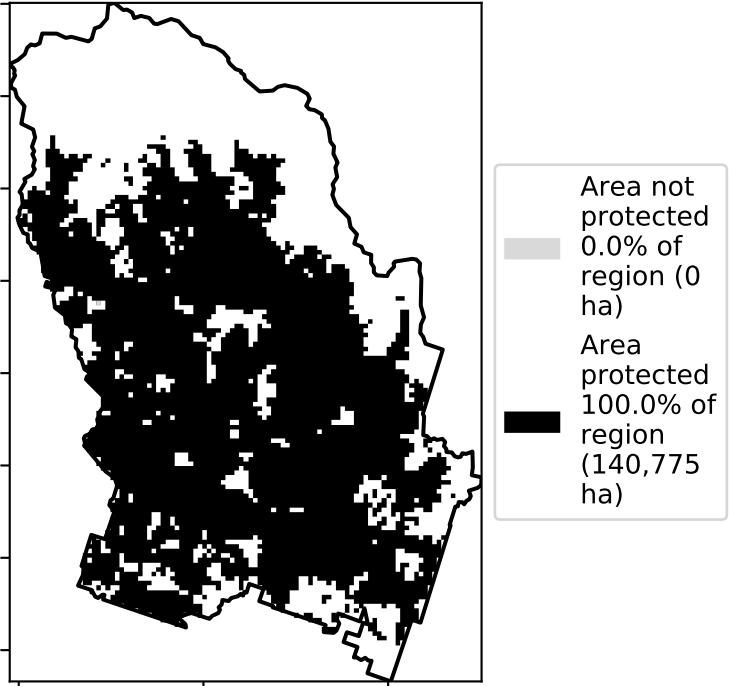 Area not
protected
0.0% of
region (0
ha)
Area
protected
100.0% of
region
(140,775
ha)